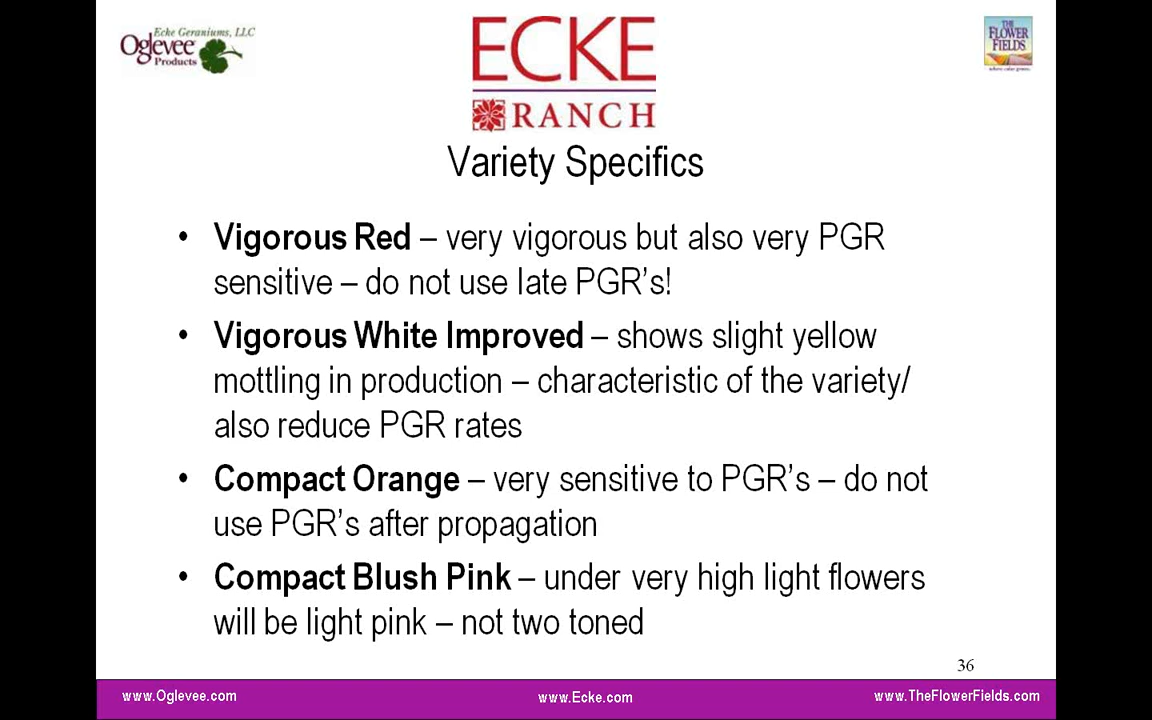 Ecke Geraniums, LLC
Oglevee
Products
ECKE
RANCH
THE
FLOWER
FIELDS
Variety Specifics
• Vigorous Red – very vigorous but also very PGR
sensitive – do not use late PGR's!
• Vigorous White Improved – shows slight yellow
mottling in production – characteristic of the variety/
also reduce PGR rates
• Compact Orange – very sensitive to PGR's – do not
use PGR's after propagation
• Compact Blush Pink – under very high light flowers
will be light pink – not two toned
36
www.Oglevee.com
www.Ecke.com
www.TheFlowerFields.com